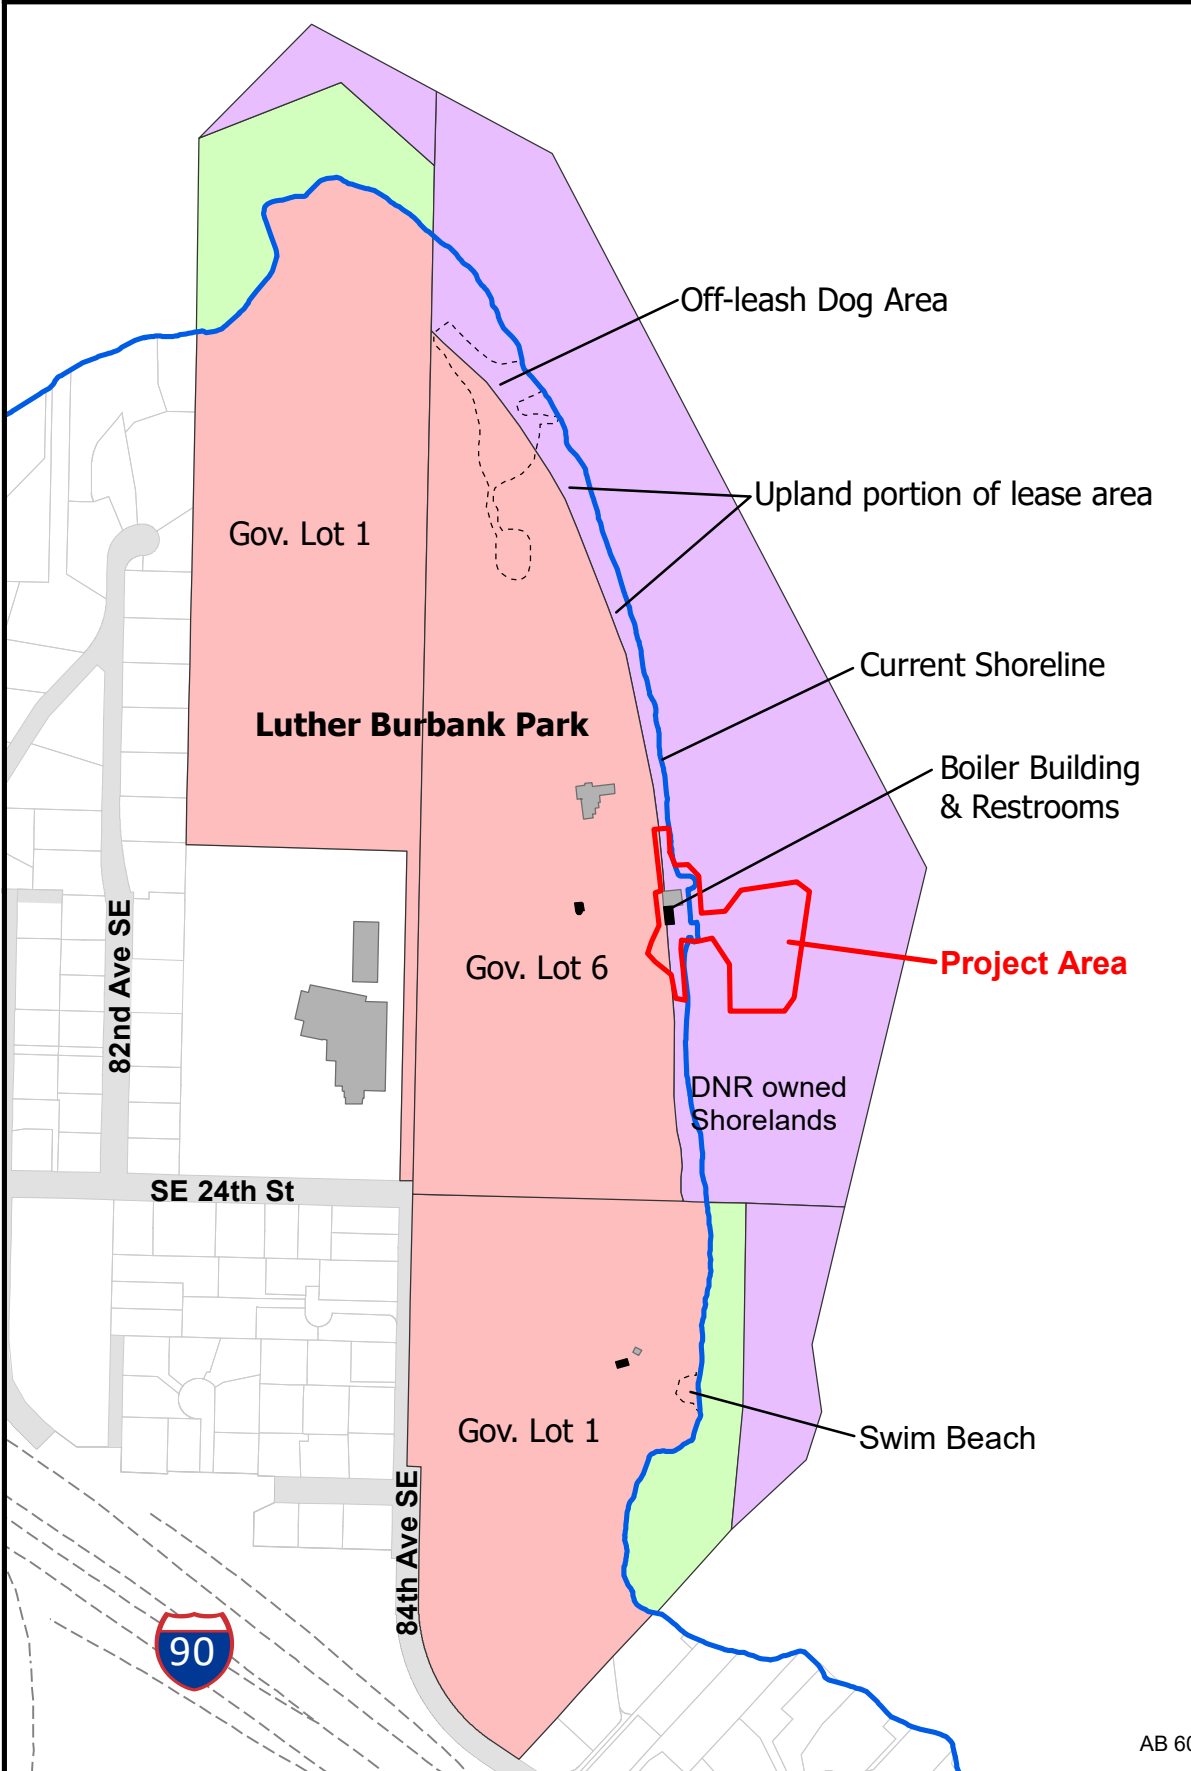 Off-leash Dog Area
Upland portion of lease area
Gov. Lot 1
Current Shoreline
Luther Burbank Park
Boiler Building
& Restrooms
82nd Ave SE
Gov. Lot 6
Project Area
DNR owned
Shorelands
SE 24th St
Gov. Lot 1
Swim Beach
84th Ave SE
90
AB 60